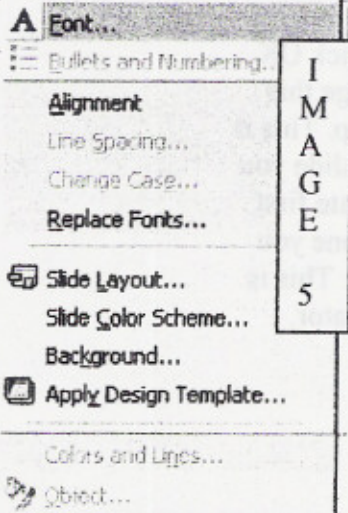 Font...
Bullets and Numbering...
Alignment
Line Spacing...
Change Case...
Replace Fonts...
Slide Layout...
Slide Color Scheme...
Background...
Apply Design Template...
Colors and Lines...
Object...
I
M
A
G
E
5